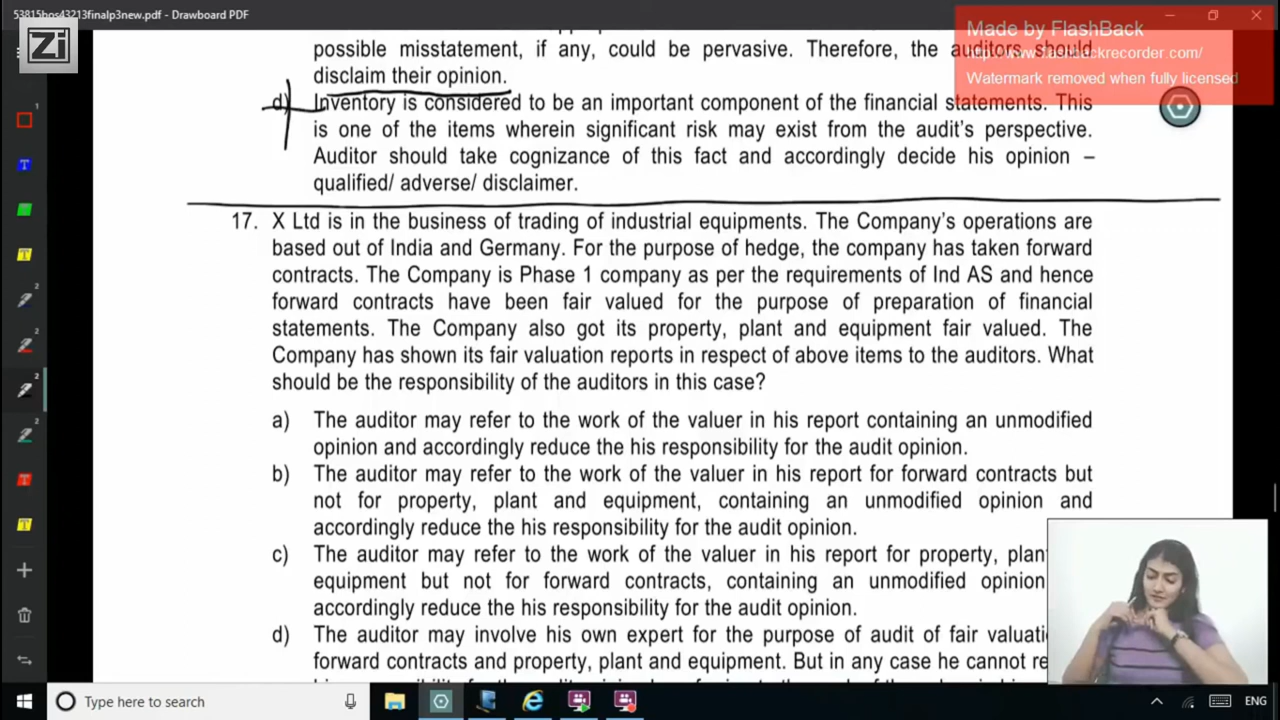 53815bos43213finalp3new.pdf - Drawboard PDF
Zi
Made by FlashBack
http://www.flashbackrecorder.com/
Watermark removed when fully licensed
possible misstatement, if any, could be pervasive. Therefore, the auditors should
disclaim their opinion.
d) Inventory is considered to be an important component of the financial statements. This
is one of the items wherein significant risk may exist from the audit's perspective.
Auditor should take cognizance of this fact and accordingly decide his opinion –
qualified/ adverse/ disclaimer.
17. X Ltd is in the business of trading of industrial equipments. The Company's operations are
based out of India and Germany. For the purpose of hedge, the company has taken forward
contracts. The Company is Phase 1 company as per the requirements of Ind AS and hence
forward contracts have been fair valued for the purpose of preparation of financial
statements. The Company also got its property, plant and equipment fair valued. The
Company has shown its fair valuation reports in respect of above items to the auditors. What
should be the responsibility of the auditors in this case?
a) The auditor may refer to the work of the valuer in his report containing an unmodified
opinion and accordingly reduce the his responsibility for the audit opinion.
b) The auditor may refer to the work of the valuer in his report for forward contracts but
not for property, plant and equipment, containing an unmodified opinion and
accordingly reduce the his responsibility for the audit opinion.
c) The auditor may refer to the work of the valuer in his report for property, plan
equipment but not for forward contracts, containing an unmodified opinion
accordingly reduce the his responsibility for the audit opinion.
d) The auditor may involve his own expert for the purpose of audit of fair valuati
forward contracts and property, plant and equipment. But in any case he cannot re
Type here to search
ENG